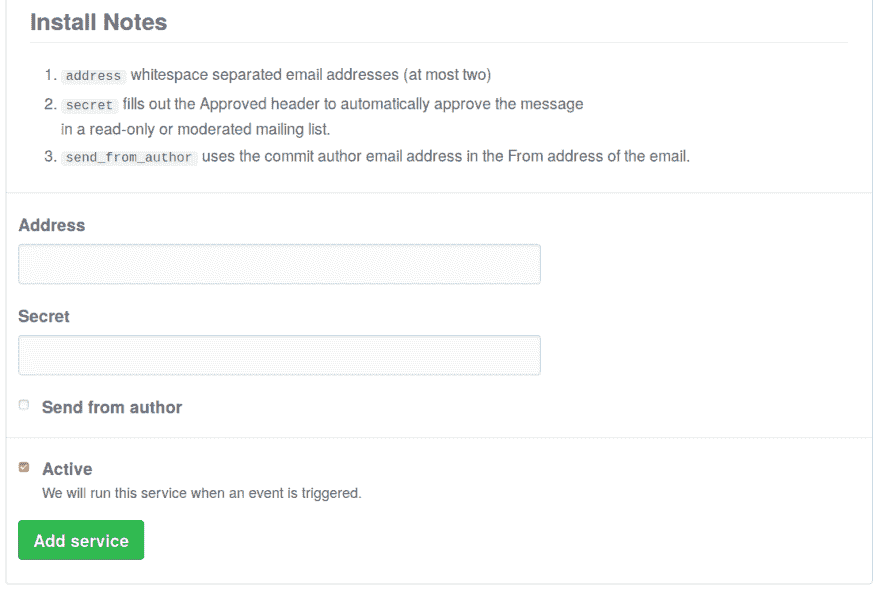 Install Notes
1. address whitespace separated email addresses (at most two)
2. secret fills out the Approved header to automatically approve the message
in a read-only or moderated mailing list.
3. send_from_author uses the commit author email address in the From address of the email.
Address
Secret
Send from author
Active
We will run this service when an event is triggered.
Add service